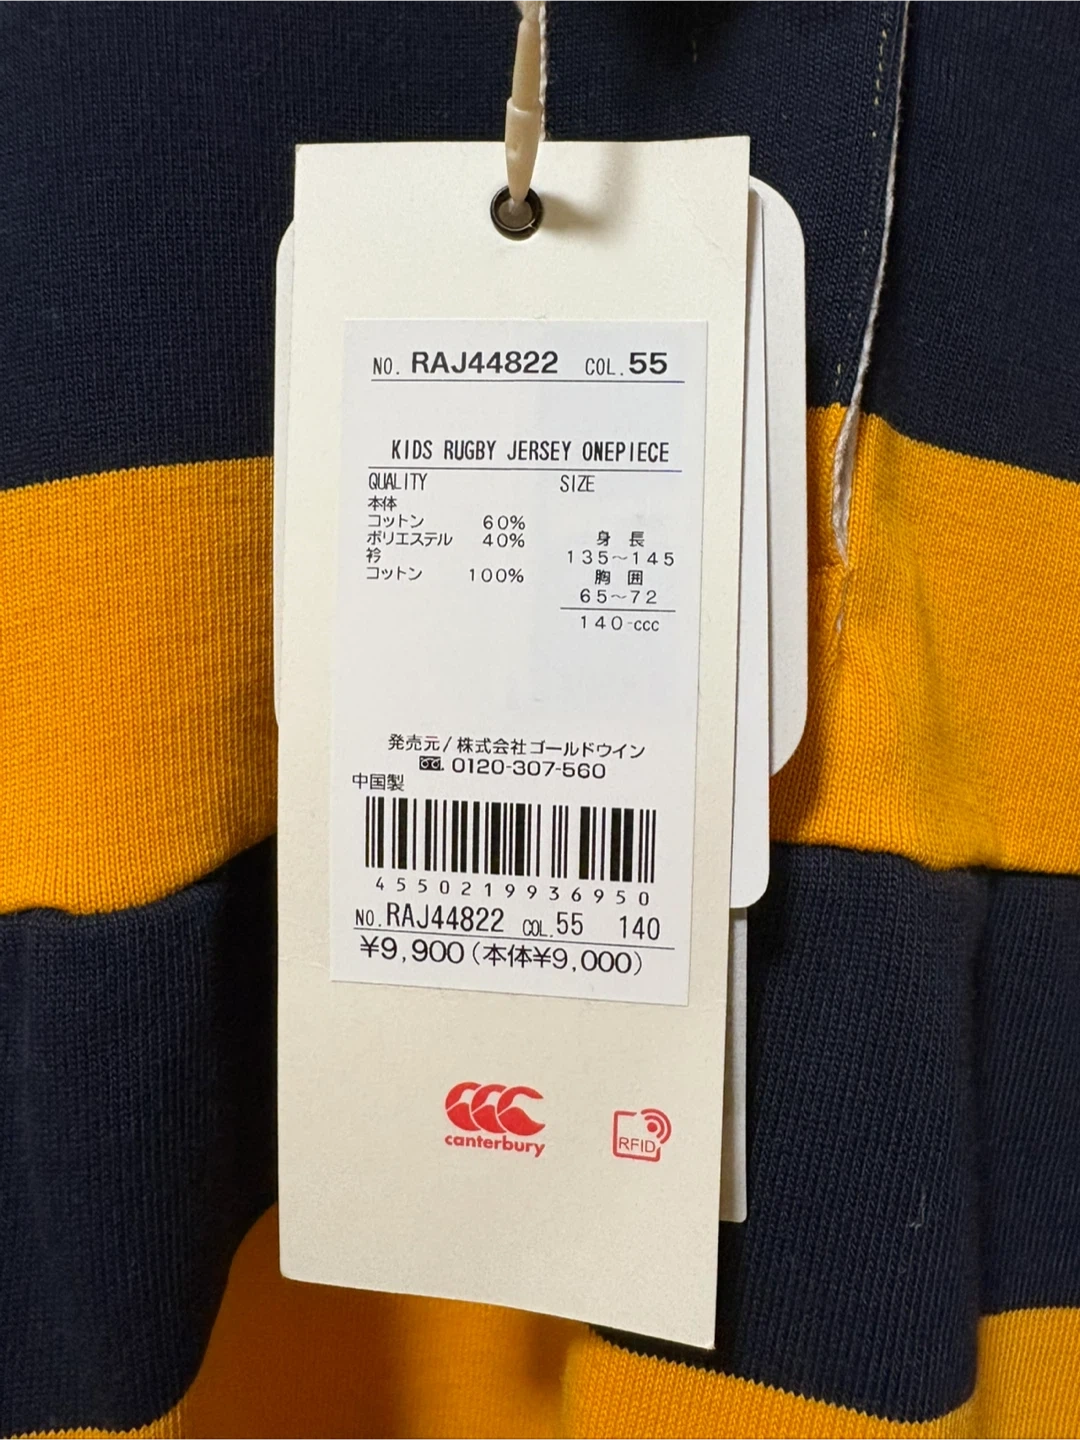 NO. RAJ44822 COL.55
KIDS RUGBY JERSEY ONEPIECE
QUALITY SIZE
本体
コットン 60%
ポリエステル 40%
衿
コットン 100%
身 長
135~145
胸 囲
65~72
140-ccc
発売元/株式会社ゴールドウイン
0120-307-560
中国製
4550219936950
NO. RAJ44822 COL.55 140
¥9,900(本体¥9,000)
canterbury
RFID